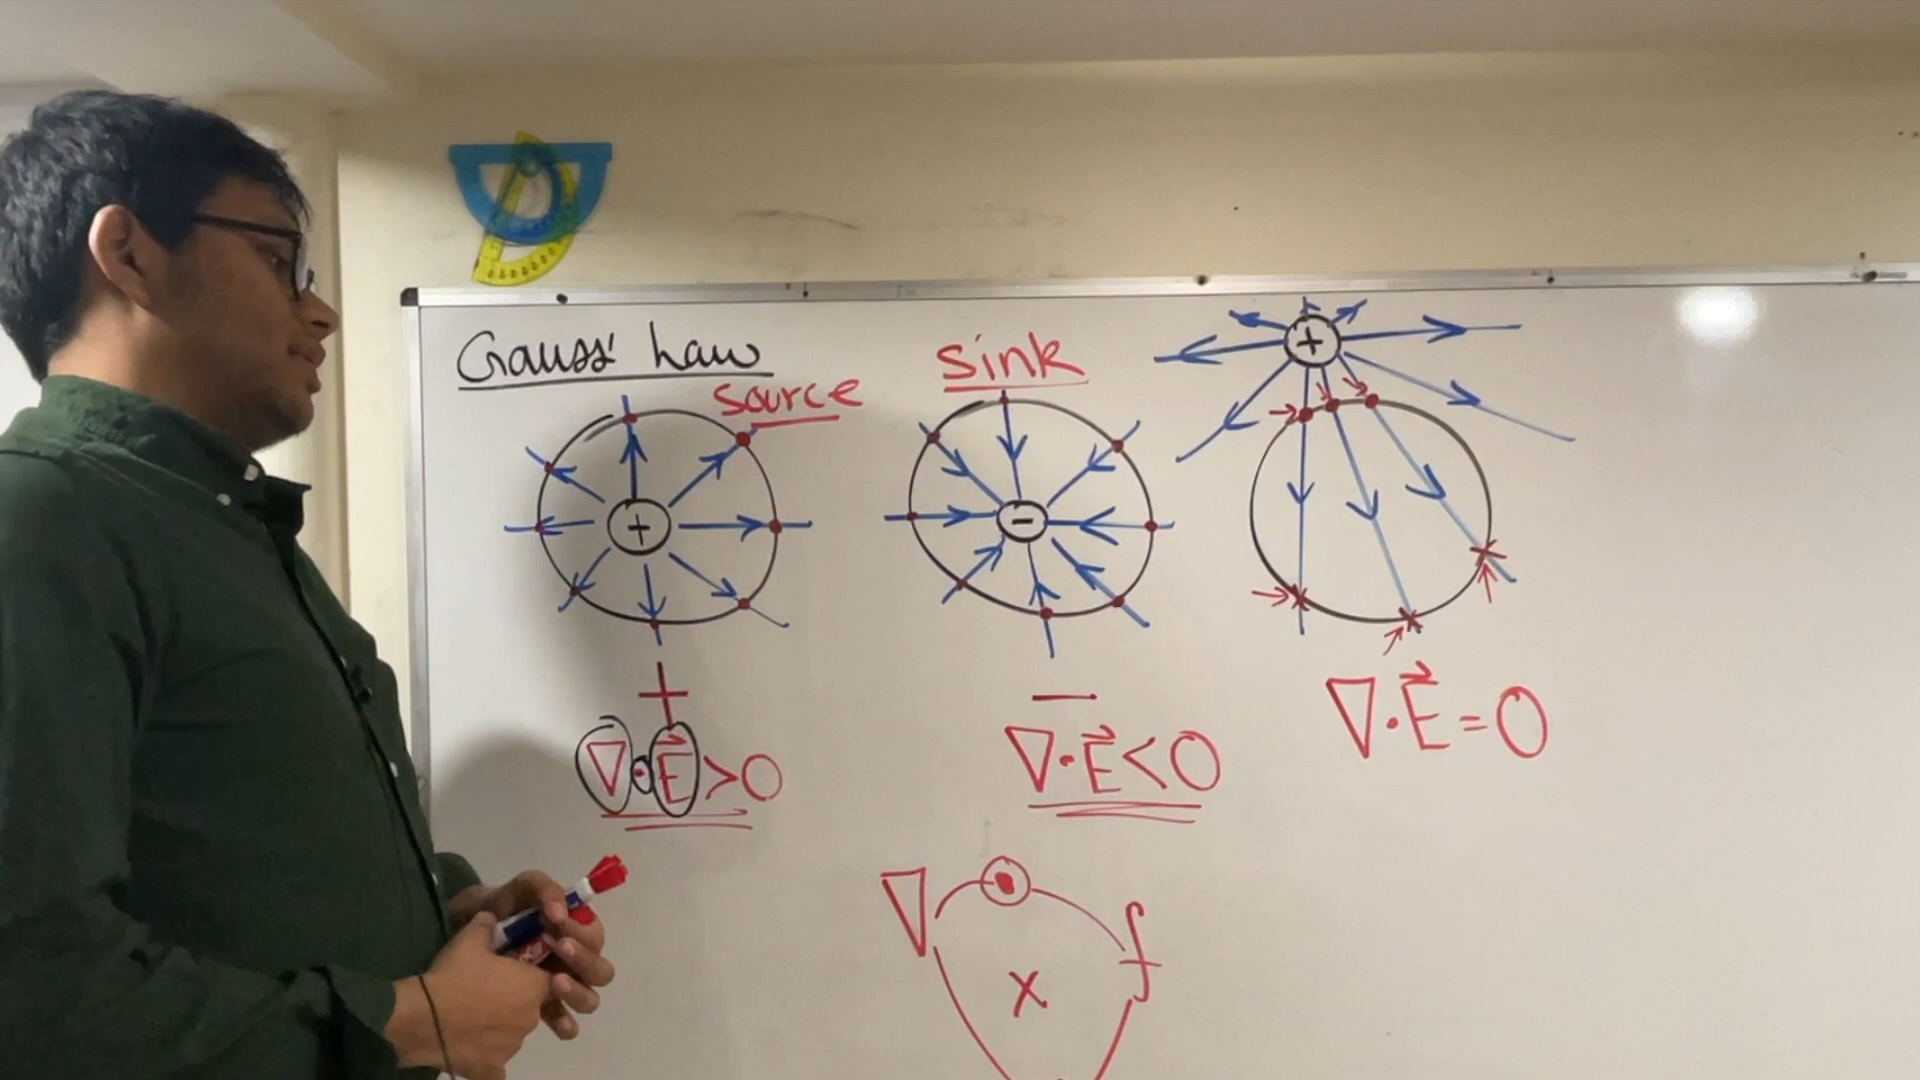 Gauss' Law
source
sink
+
+
-
+
—
∇·E⃗>0
∇·E⃗<0
∇·E⃗=0
∇ · f
x